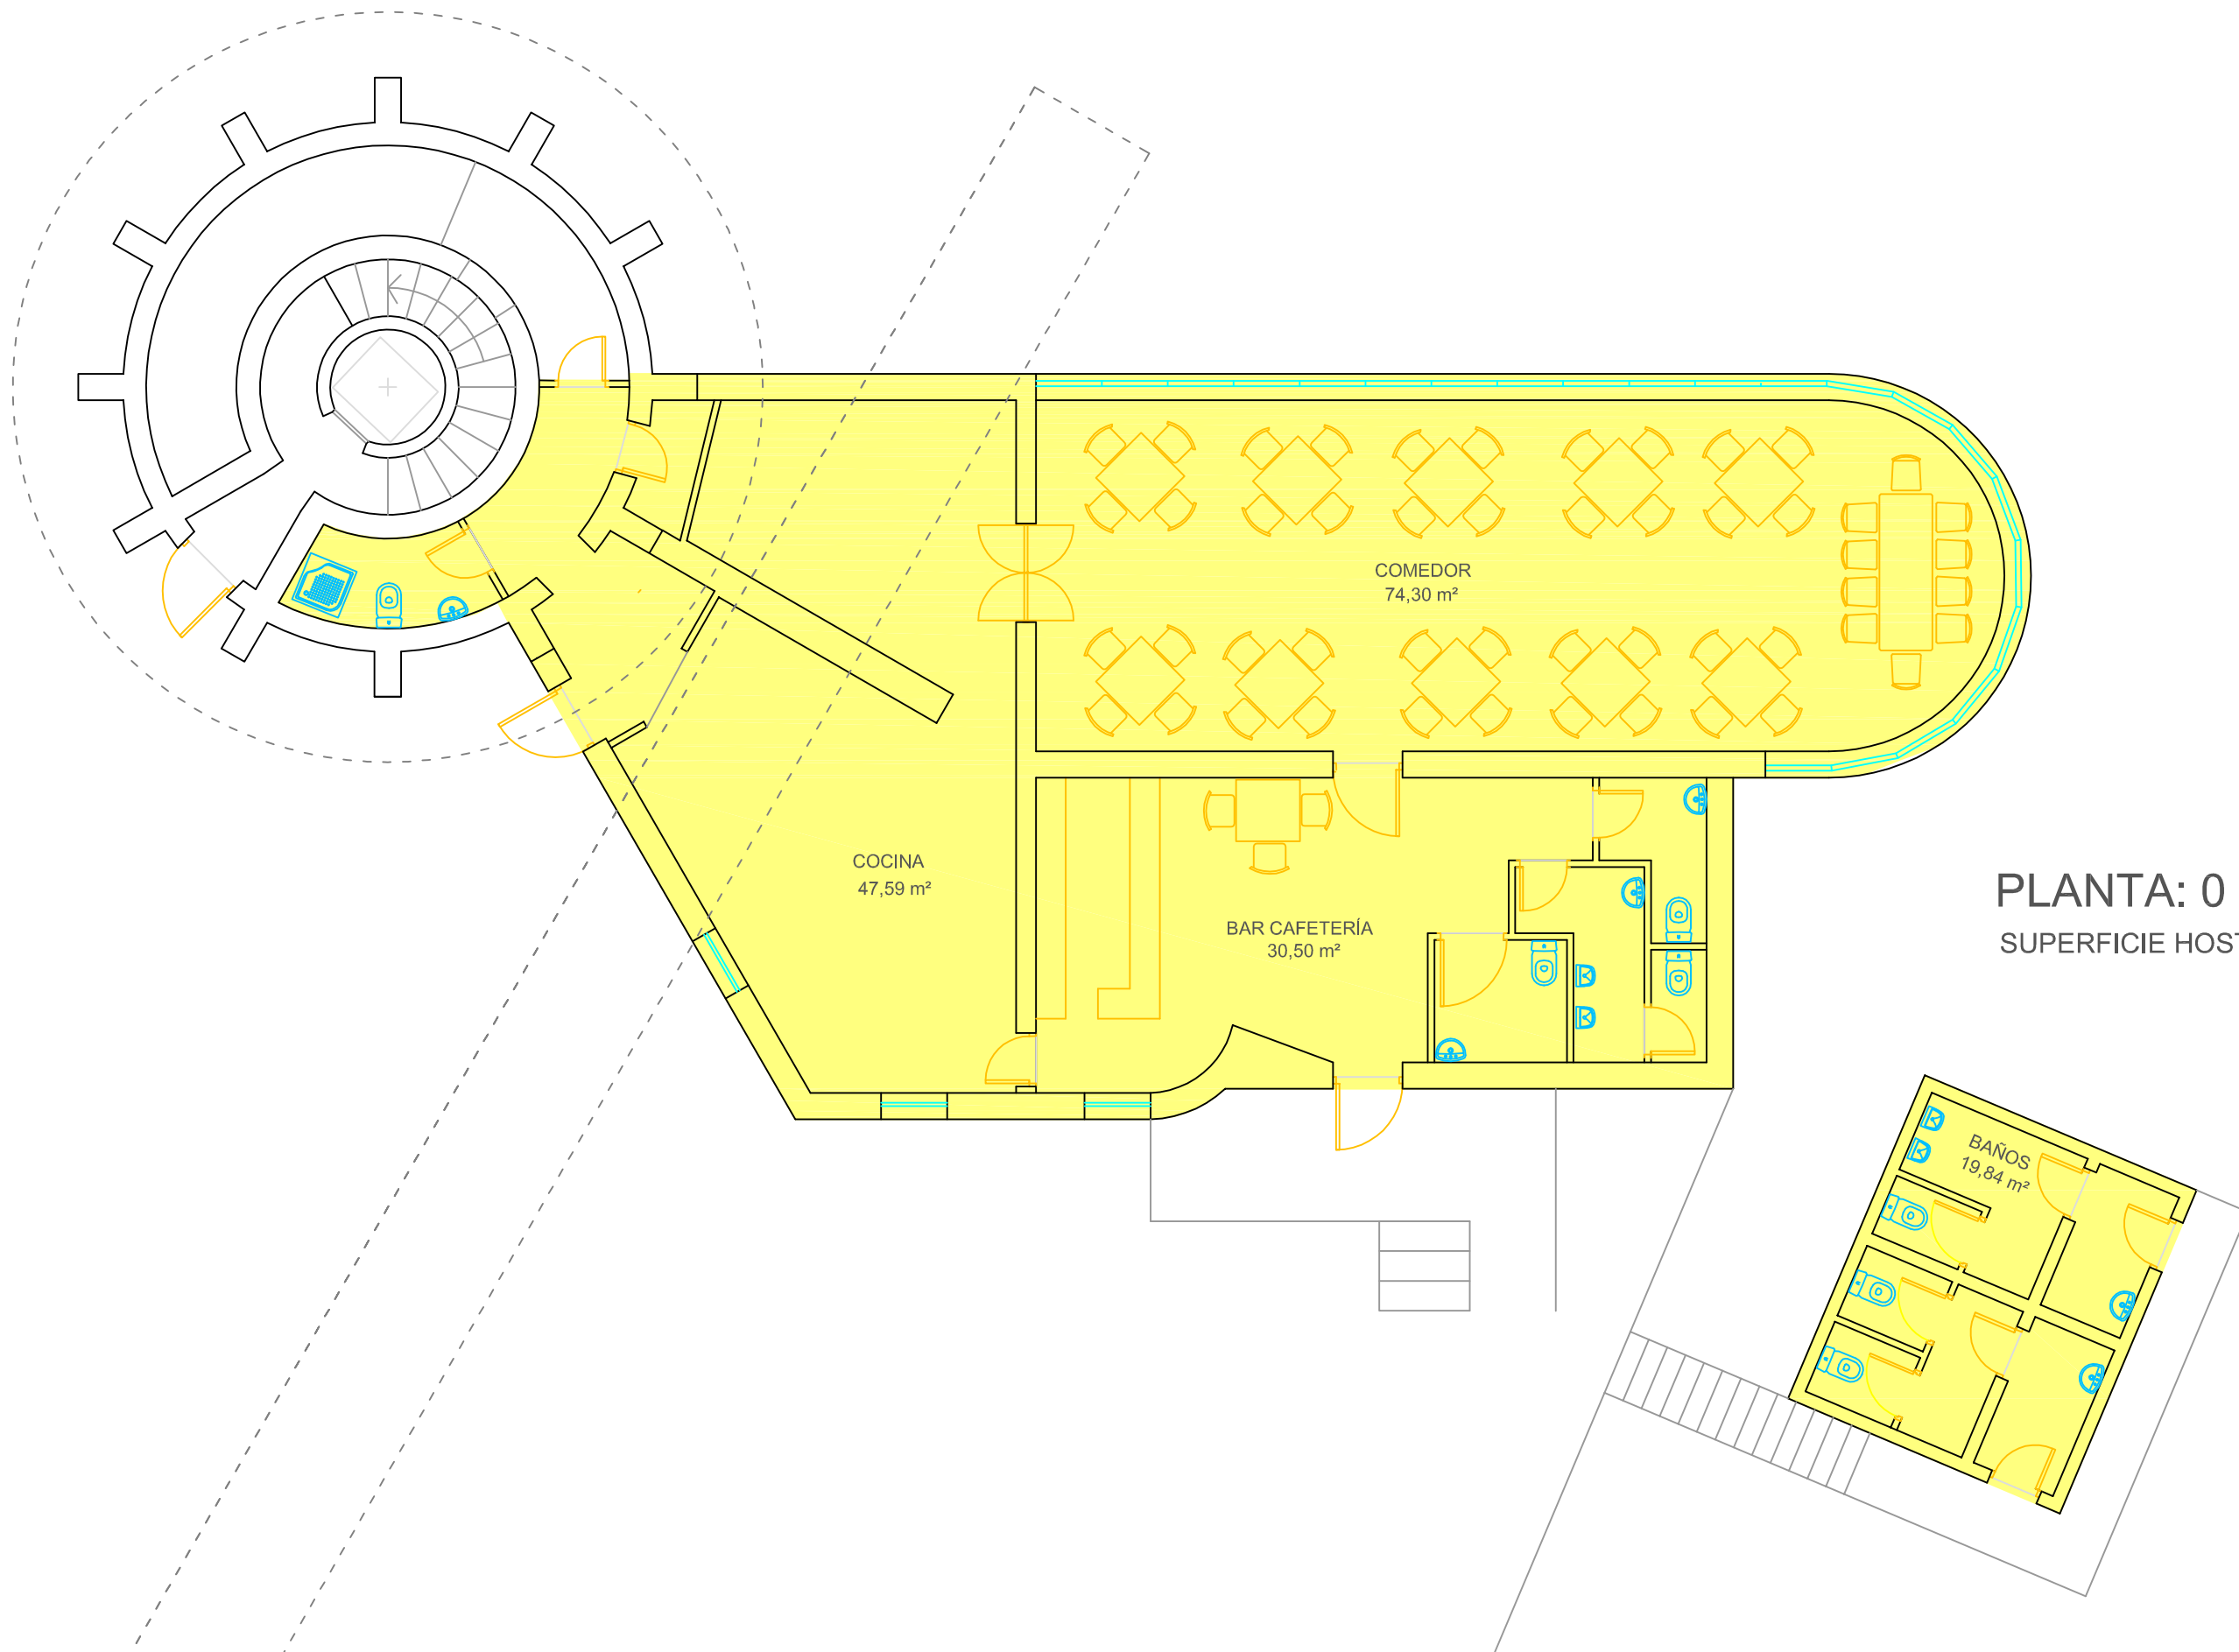 COMEDOR
74,30 m²
COCINA
47,59 m²
BAR CAFETERÍA
30,50 m²
PLANTA: 0
SUPERFICIE
BAÑOS
19,84 m²